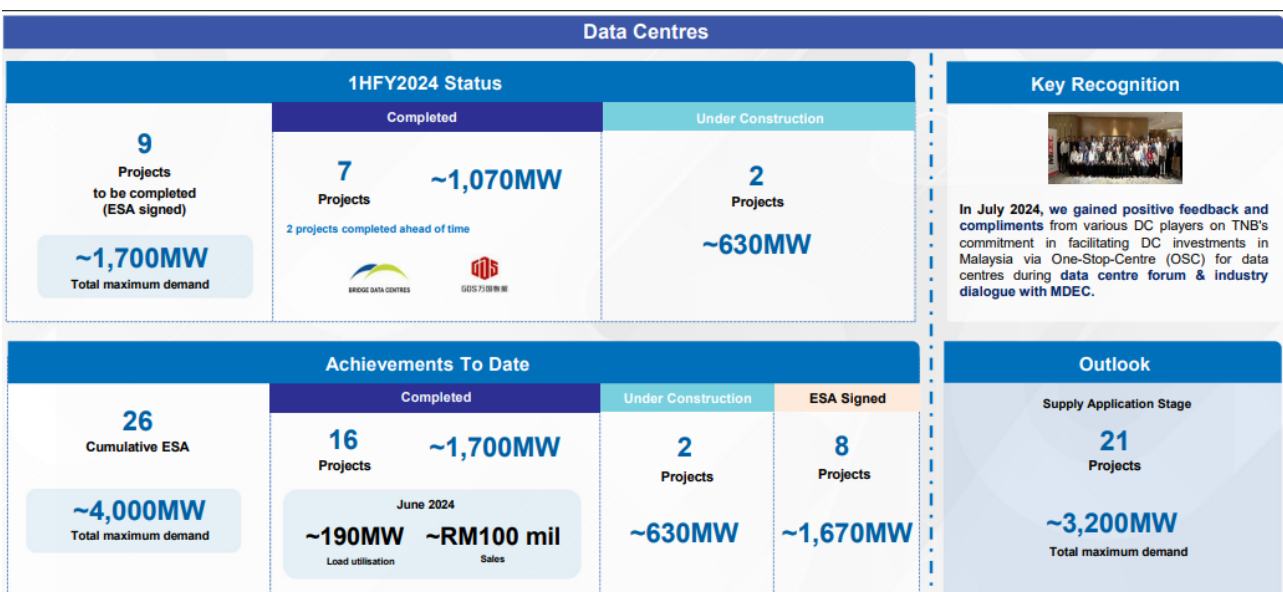 Data Centres
1HFY2024 Status
9
Projects
to be completed
(ESA signed)
~1,700MW
Total maximum demand
Completed
7
Projects
~1,070MW
2 projects completed ahead of time
BRIDGE DATA CENTRES
GDS万国数据
Under Construction
2
Projects
~630MW
Key Recognition
In July 2024, we gained positive feedback and
compliments from various DC players on TNB's
commitment in facilitating DC investments in
Malaysia via One-Stop-Centre (OSC) for data
centres during data centre forum & industry
dialogue with MDEC.
Achievements To Date
26
Cumulative ESA
~4,000MW
Total maximum demand
Completed
16
Projects
~1,700MW
June 2024
~190MW
Load utilisation
~RM100 mil
Sales
Under Construction
2
Projects
~630MW
ESA Signed
8
Projects
~1,670MW
Outlook
Supply Application Stage
21
Projects
~3,200MW
Total maximum demand